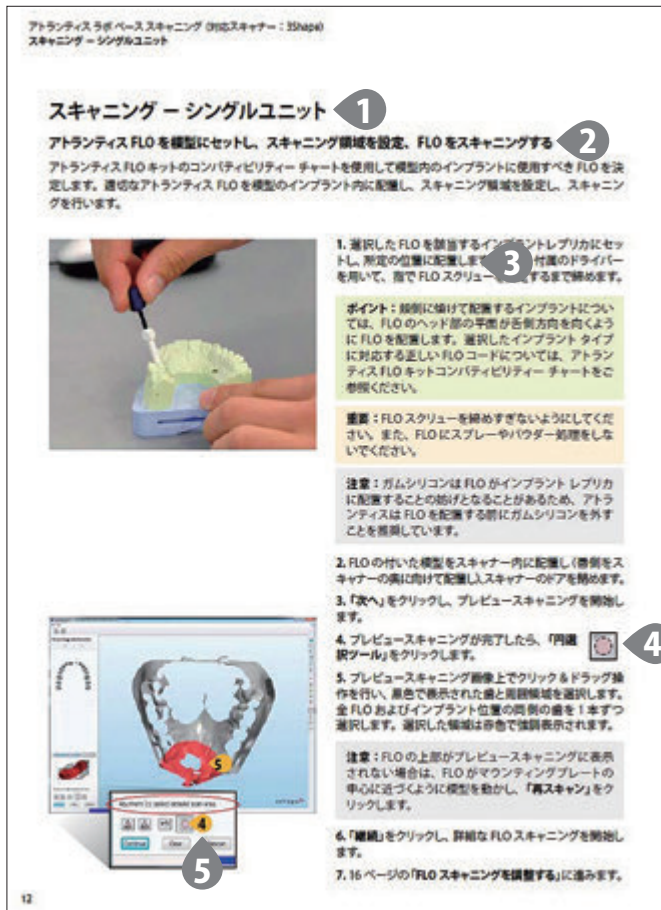 アトランティス ラボ ベース スキャニング (対応スキャナー：3Shape)
スキャニング － シングルユニット
スキャニング － シングルユニット
1
アトランティス FLO を模型にセットし、スキャニング領域を設定、FLO をスキャニングする
2
アトランティス FLO キットのコンパティビリティー チャートを使用して模型内のインプラントに使用すべき FLO を決
定します。適切なアトランティス FLO を模型のインプラント内に配置し、スキャニング領域を設定し、スキャニン
グを行います。
1. 選択した FLO を該当するインプラントレプリカにセッ
トし、所定の位置に配置しま 付属のドライバー
3
を用いて、指で FLO スクリュー するまで締めます。
ポイント：頬側に傾けて配置するインプラントについ
ては、FLO のヘッド部の平面が舌側方向を向くよう
に FLO を配置します。選択したインプラント タイプ
に対応する正しい FLO コードについては、アトラン
ティス FLO キットコンパティビリティー チャートをご
参照ください。
重要：FLO スクリューを締めすぎないようにしてくだ
さい。また、FLO にスプレーやパウダー処理をしな
いでください。
注意：ガムシリコンは FLO がインプラント レプリカ
に配置することの妨げとなることがあるため、アトラ
ンティスは FLO を配置する前にガムシリコンを外す
ことを推奨しています。
2. FLO の付いた模型をスキャナー内に配置し
キャナーの奥に向けて配置し)、スキャナーのドアを閉めます。
3. 「次へ」をクリックし、プレビュースキャニングを開始し
ます。
4. プレビュースキャニングが完了したら、「円選
択ツール」をクリックします。
4
5. プレビュースキャニング画像上でクリック & ドラッグ操
作を行い、黒色で表示された歯と周囲領域を選択します。
全 FLO およびインプラント位置の両側の歯を 1 本ずつ
選択します。選択した領域は赤色で強調表示されます。
注意：FLO の上部がプレビュースキャニングに表示
されない場合は、FLO がマウンティングプレートの
中心に近づくように模型を動かし、「再スキャン」をク
リックします。
6. 「継続」をクリックし、詳細な FLO スキャニングを開始し
ます。
7. 16 ページの「FLO スキャニングを調整する」に進みます。
5
4
Continue
5
12